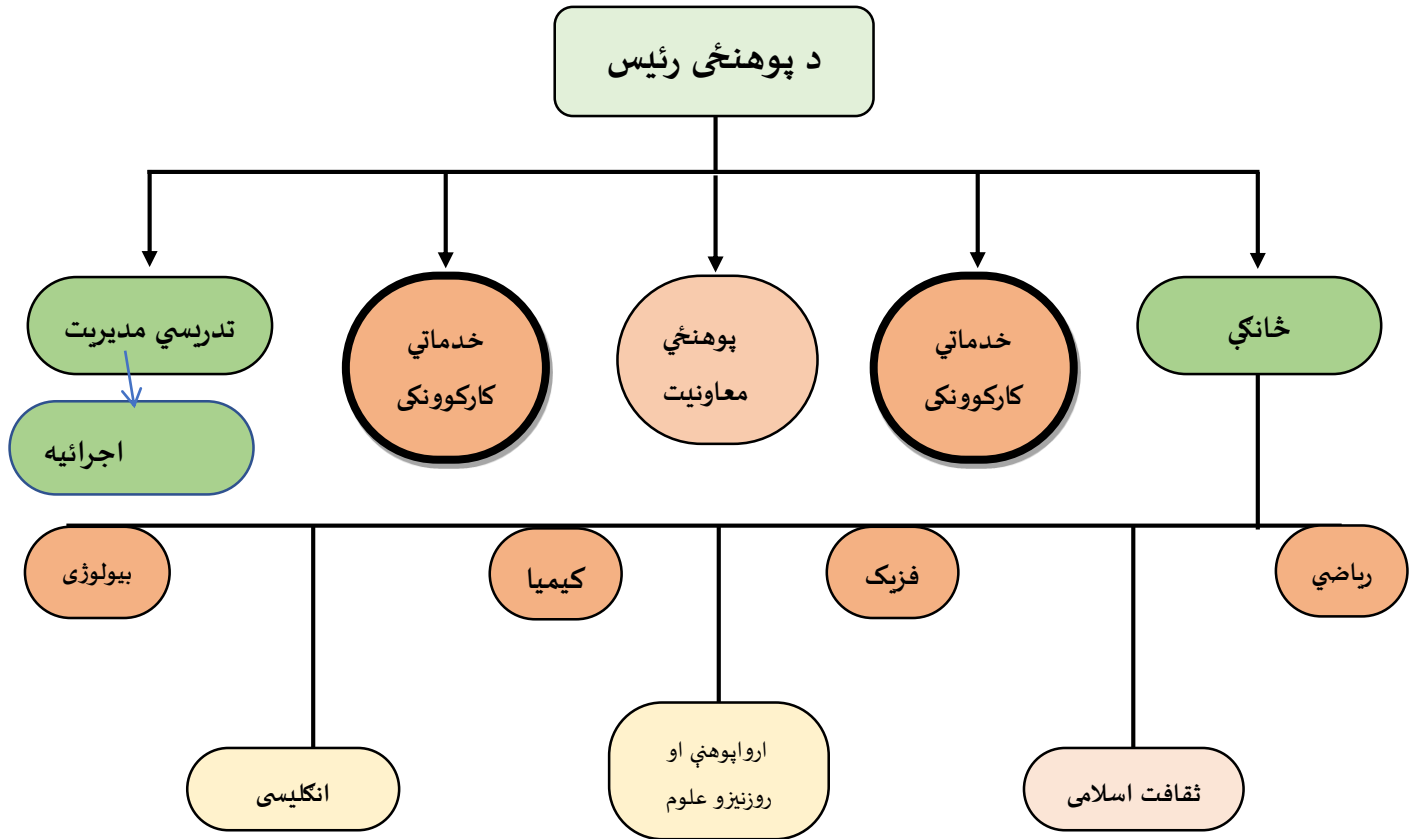 د پوهنځی رئیس
څانګې
خدماتي
کارکوونکی
پوهنځي
معاونیت
خدماتي
کارکوونکی
تدریسي مدیریت
اجرائیه
ریاضي
فزیک
کیمیا
بیولوژی
ثقافت اسلامی
ارواپوهنې او
روزنیزو علوم
انګلیسی